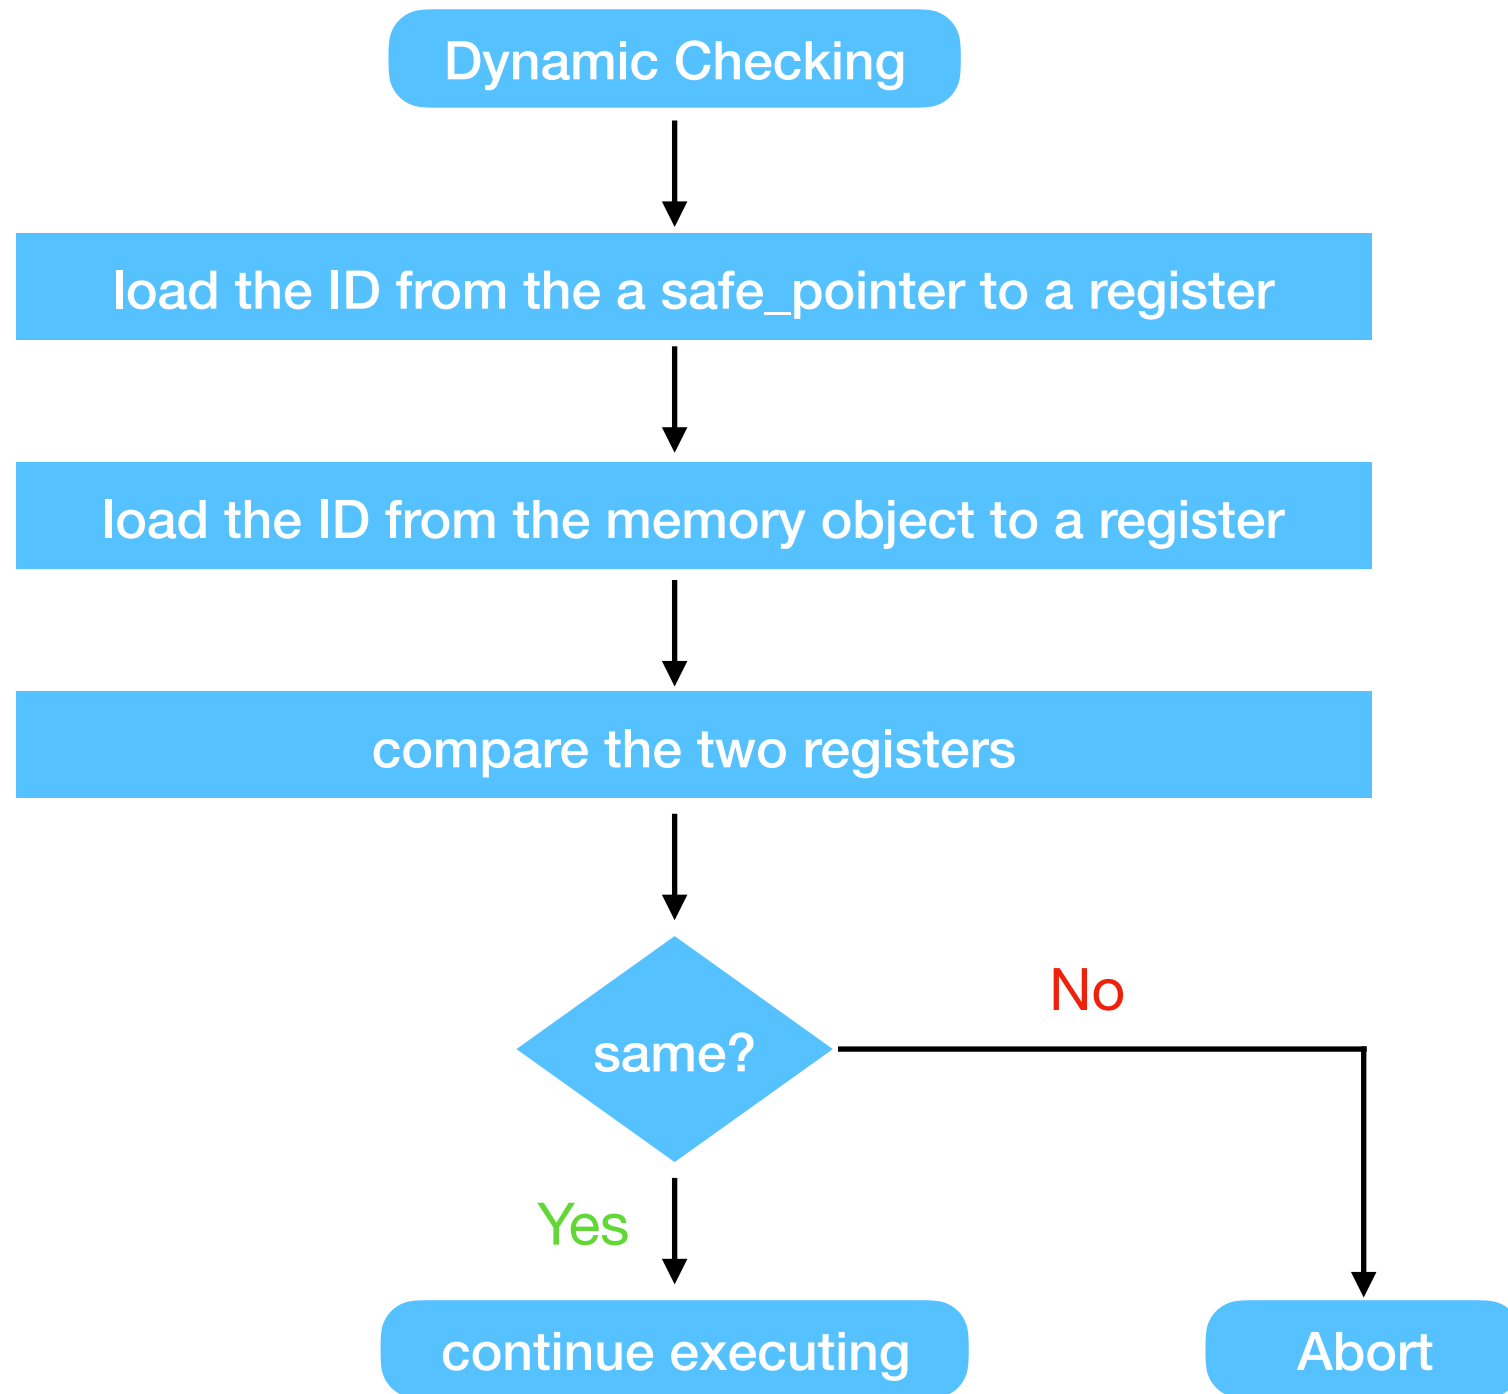 Dynamic Checking
load the ID from the a safe_pointer to a register
load the ID from the memory object to a register
compare the two registers
same?
No
Yes
continue executing
Abort